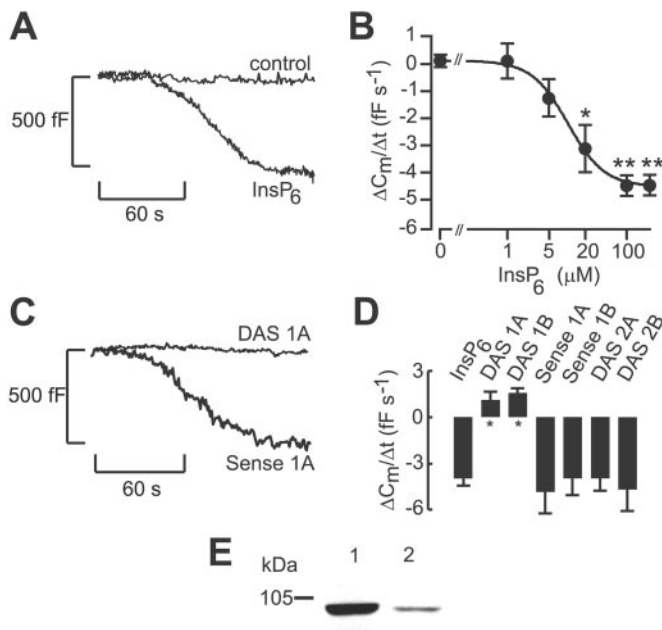 A
control
500 fF
InsP6
60 s
B
1
0
-1
-2
-3
-4
-5
-6
ΔCm/Δt (fF s-1)
*
** **
0 1 5 20 100
InsP6 (μM)
C
DAS 1A
500 fF
Sense 1A
60 s
D
InsP6
DAS 1A
DAS 1B
Sense 1A
Sense 1B
DAS 2A
DAS 2B
3
0
-3
-6
ΔCm/Δt (fF s-1)
* *
E
kDa 1 2
105